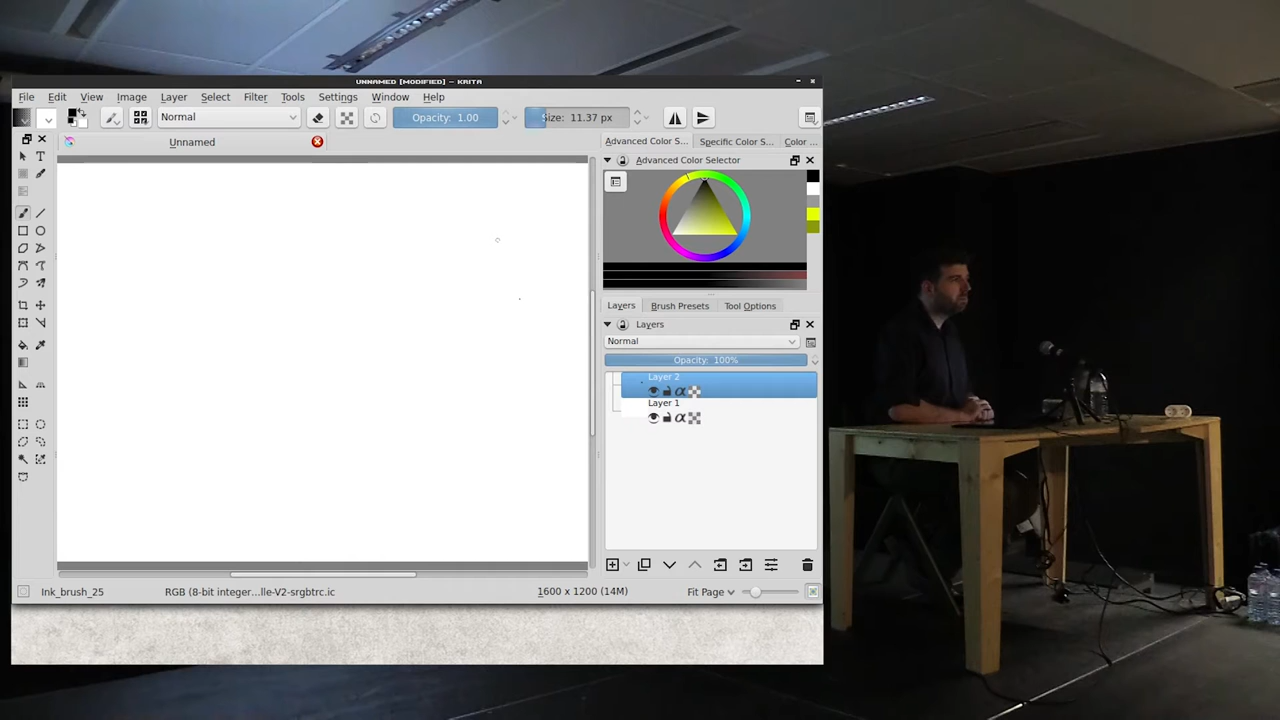 UNNAMED [MODIFIED] – KRITA
File Edit View Image Layer Select Filter Tools Settings Window Help
Normal
Opacity: 1.00
Size: 11.37 px
Unnamed
Advanced Color S... Specific Color S... Color ...
Advanced Color Selector
Layers Brush Presets Tool Options
Layers
Normal
Opacity: 100%
Layer 2
Layer 1
Ink_brush_25
RGB (8-bit integer...lle-V2-srgbtrc.ic
1600 x 1200 (14M)
Fit Page